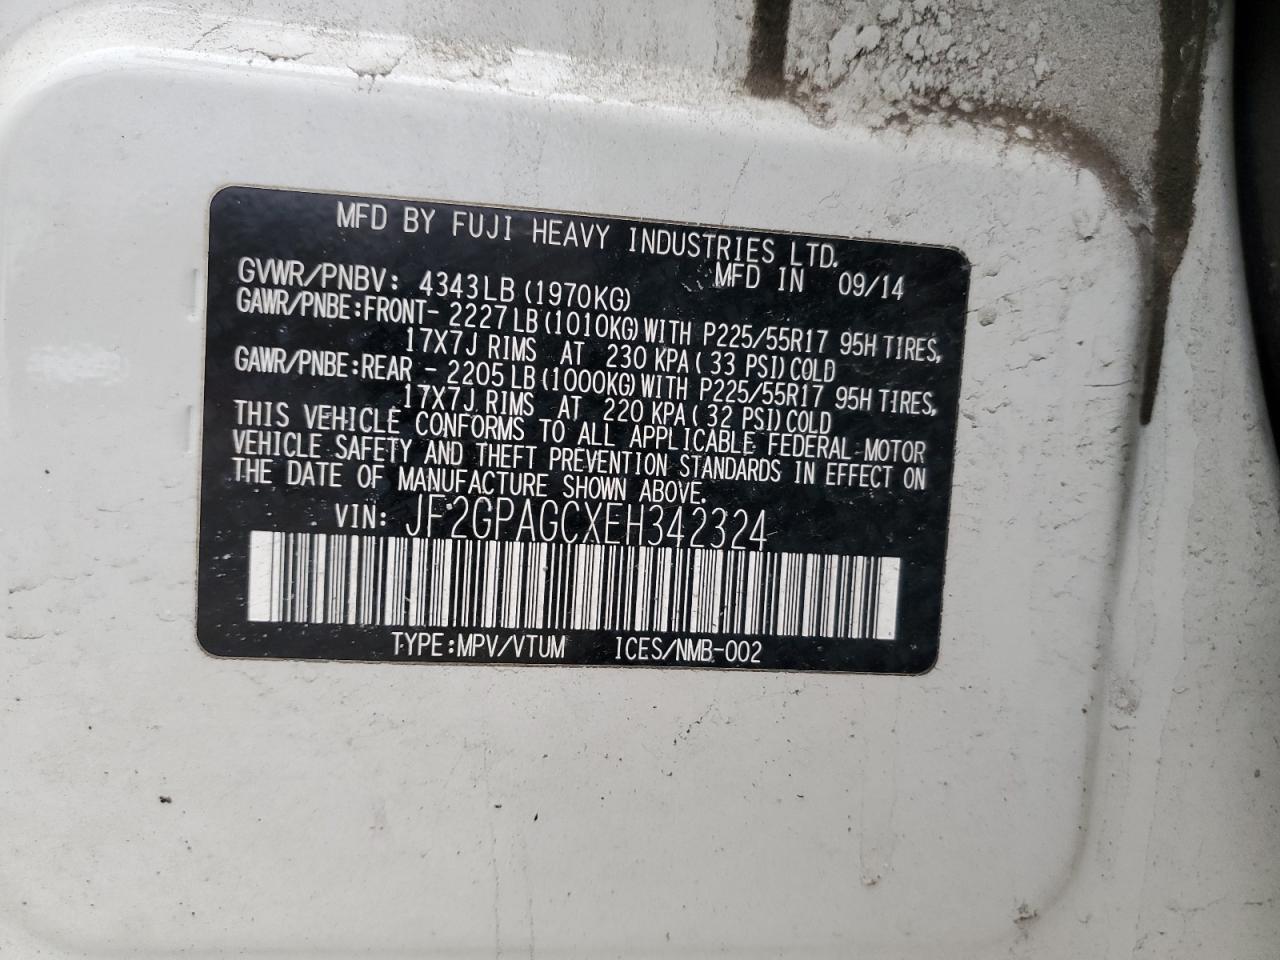 MFD BY FUJI HEAVY INDUSTRIES LTD.
MFD IN 09/14
GVWR/PNBV: 4343LB (1970KG)
GAWR/PNBE:FRONT- 2227LB(1010KG)WITH P225/55R17 95H TIRES,
17X7J RIMS AT 230 KPA( 33 PSI)COLD
GAWR/PNBE:REAR - 2205LB(1000KG)WITH P225/55R17 95H TIRES,
17X7J RIMS AT 220 KPA( 32 PSI)COLD
THIS VEHICLE CONFORMS TO ALL APPLICABLE FEDERAL MOTOR
VEHICLE SAFETY AND THEFT PREVENTION STANDARDS IN EFFECT ON
THE DATE OF MANUFACTURE SHOWN ABOVE.
VIN: JF2GPAGCXEH342324
TYPE:MPV/VTUM ICES/NMB-002